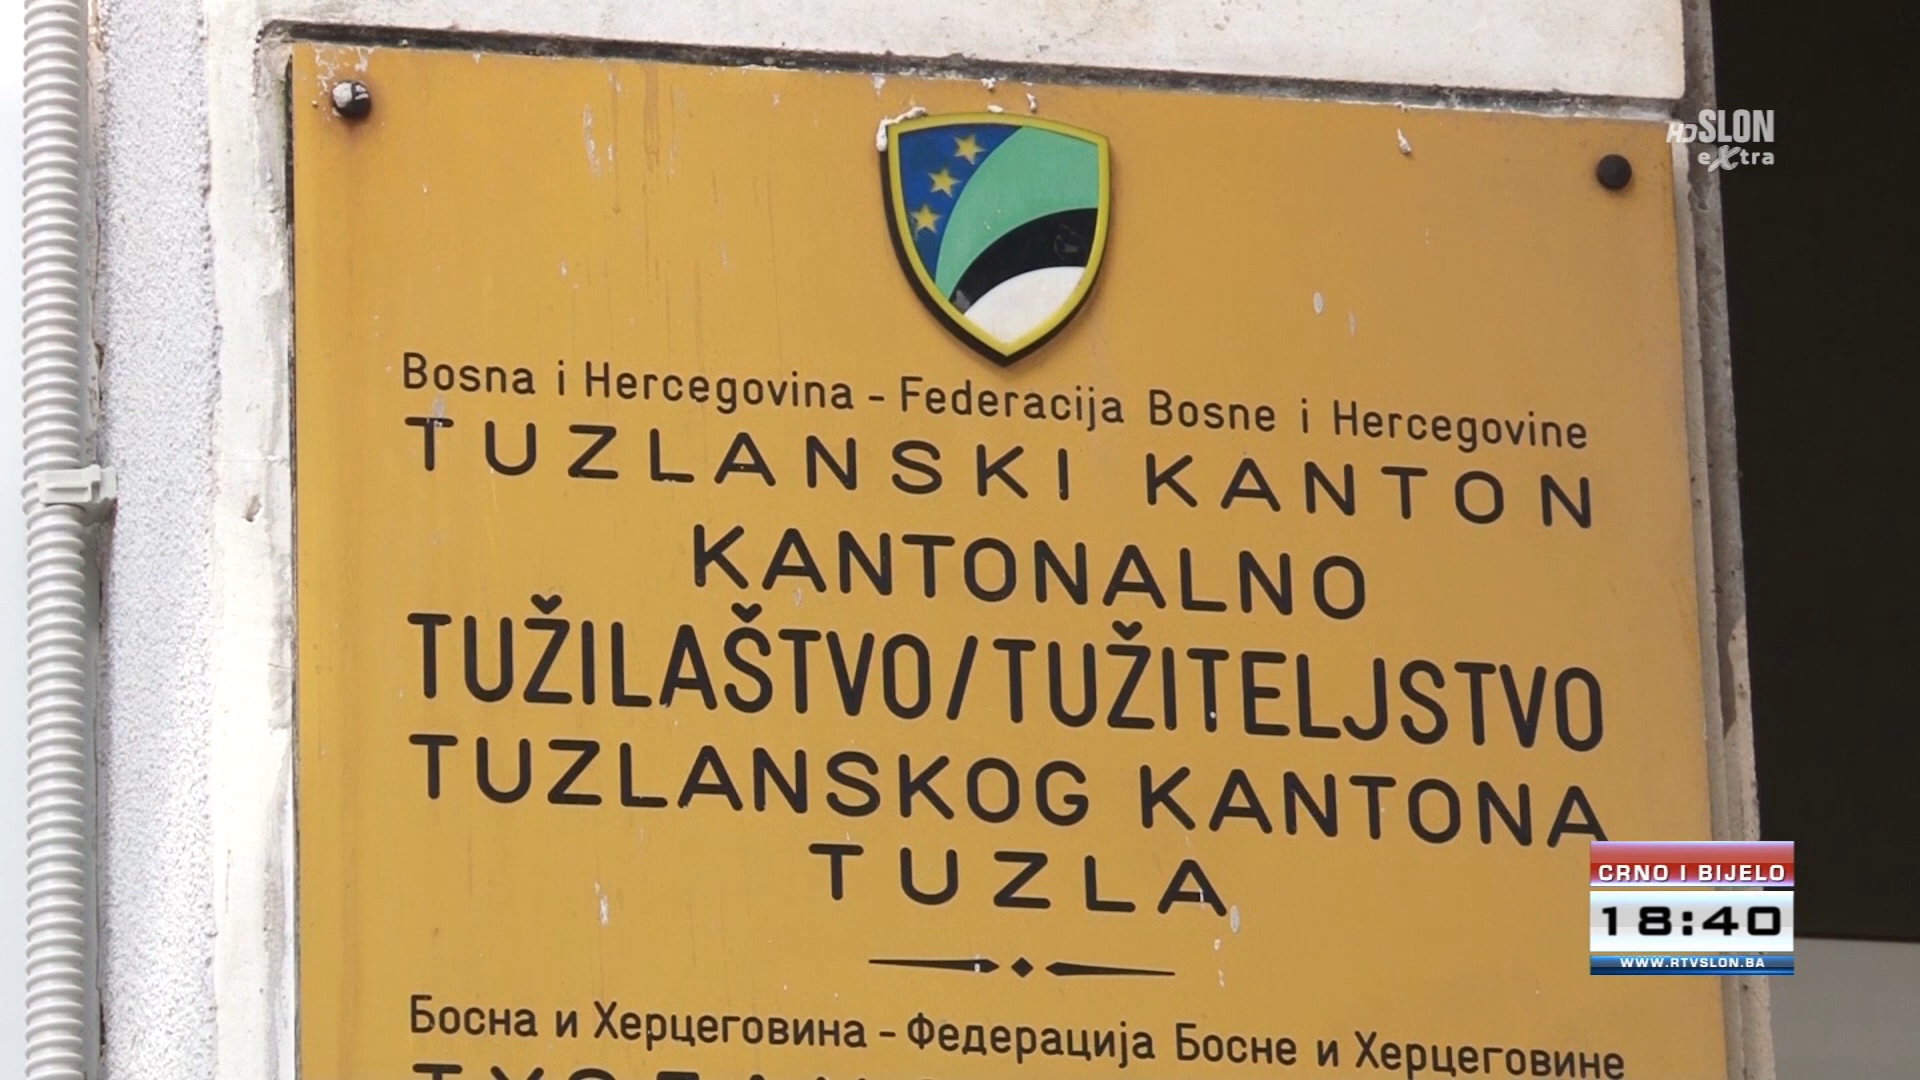 HD SLON
eXtra
Bosna i Hercegovina - Federacija Bosne i Hercegovine
TUZLANSKI KANTON
KANTONALNO
TUŽILAŠTVO/TUŽITELJSTVO
TUZLANSKOG KANTONA
TUZLA
CRNO I BIJELO
18:40
WWW.RTVSLON.BA
Босна и Херцеговина - Федерација Босне и Херцеговине